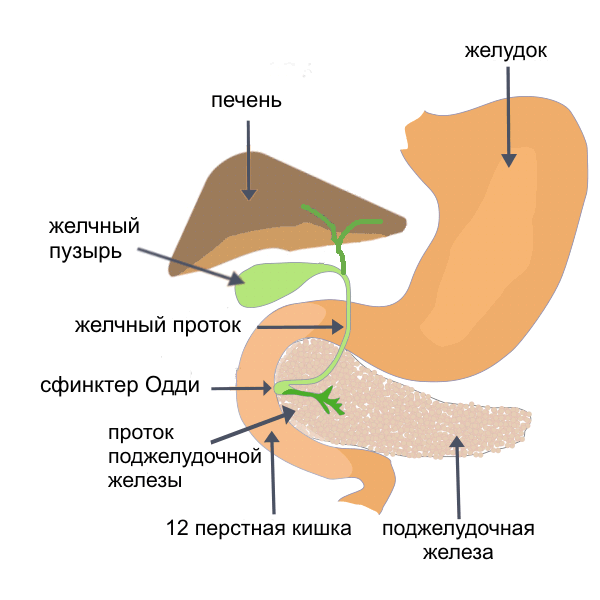 желудок
печень
желчный
пузырь
желчный проток
сфинктер Одди
проток
поджелудочной
железы
12 перстная кишка
поджелудочная
железа